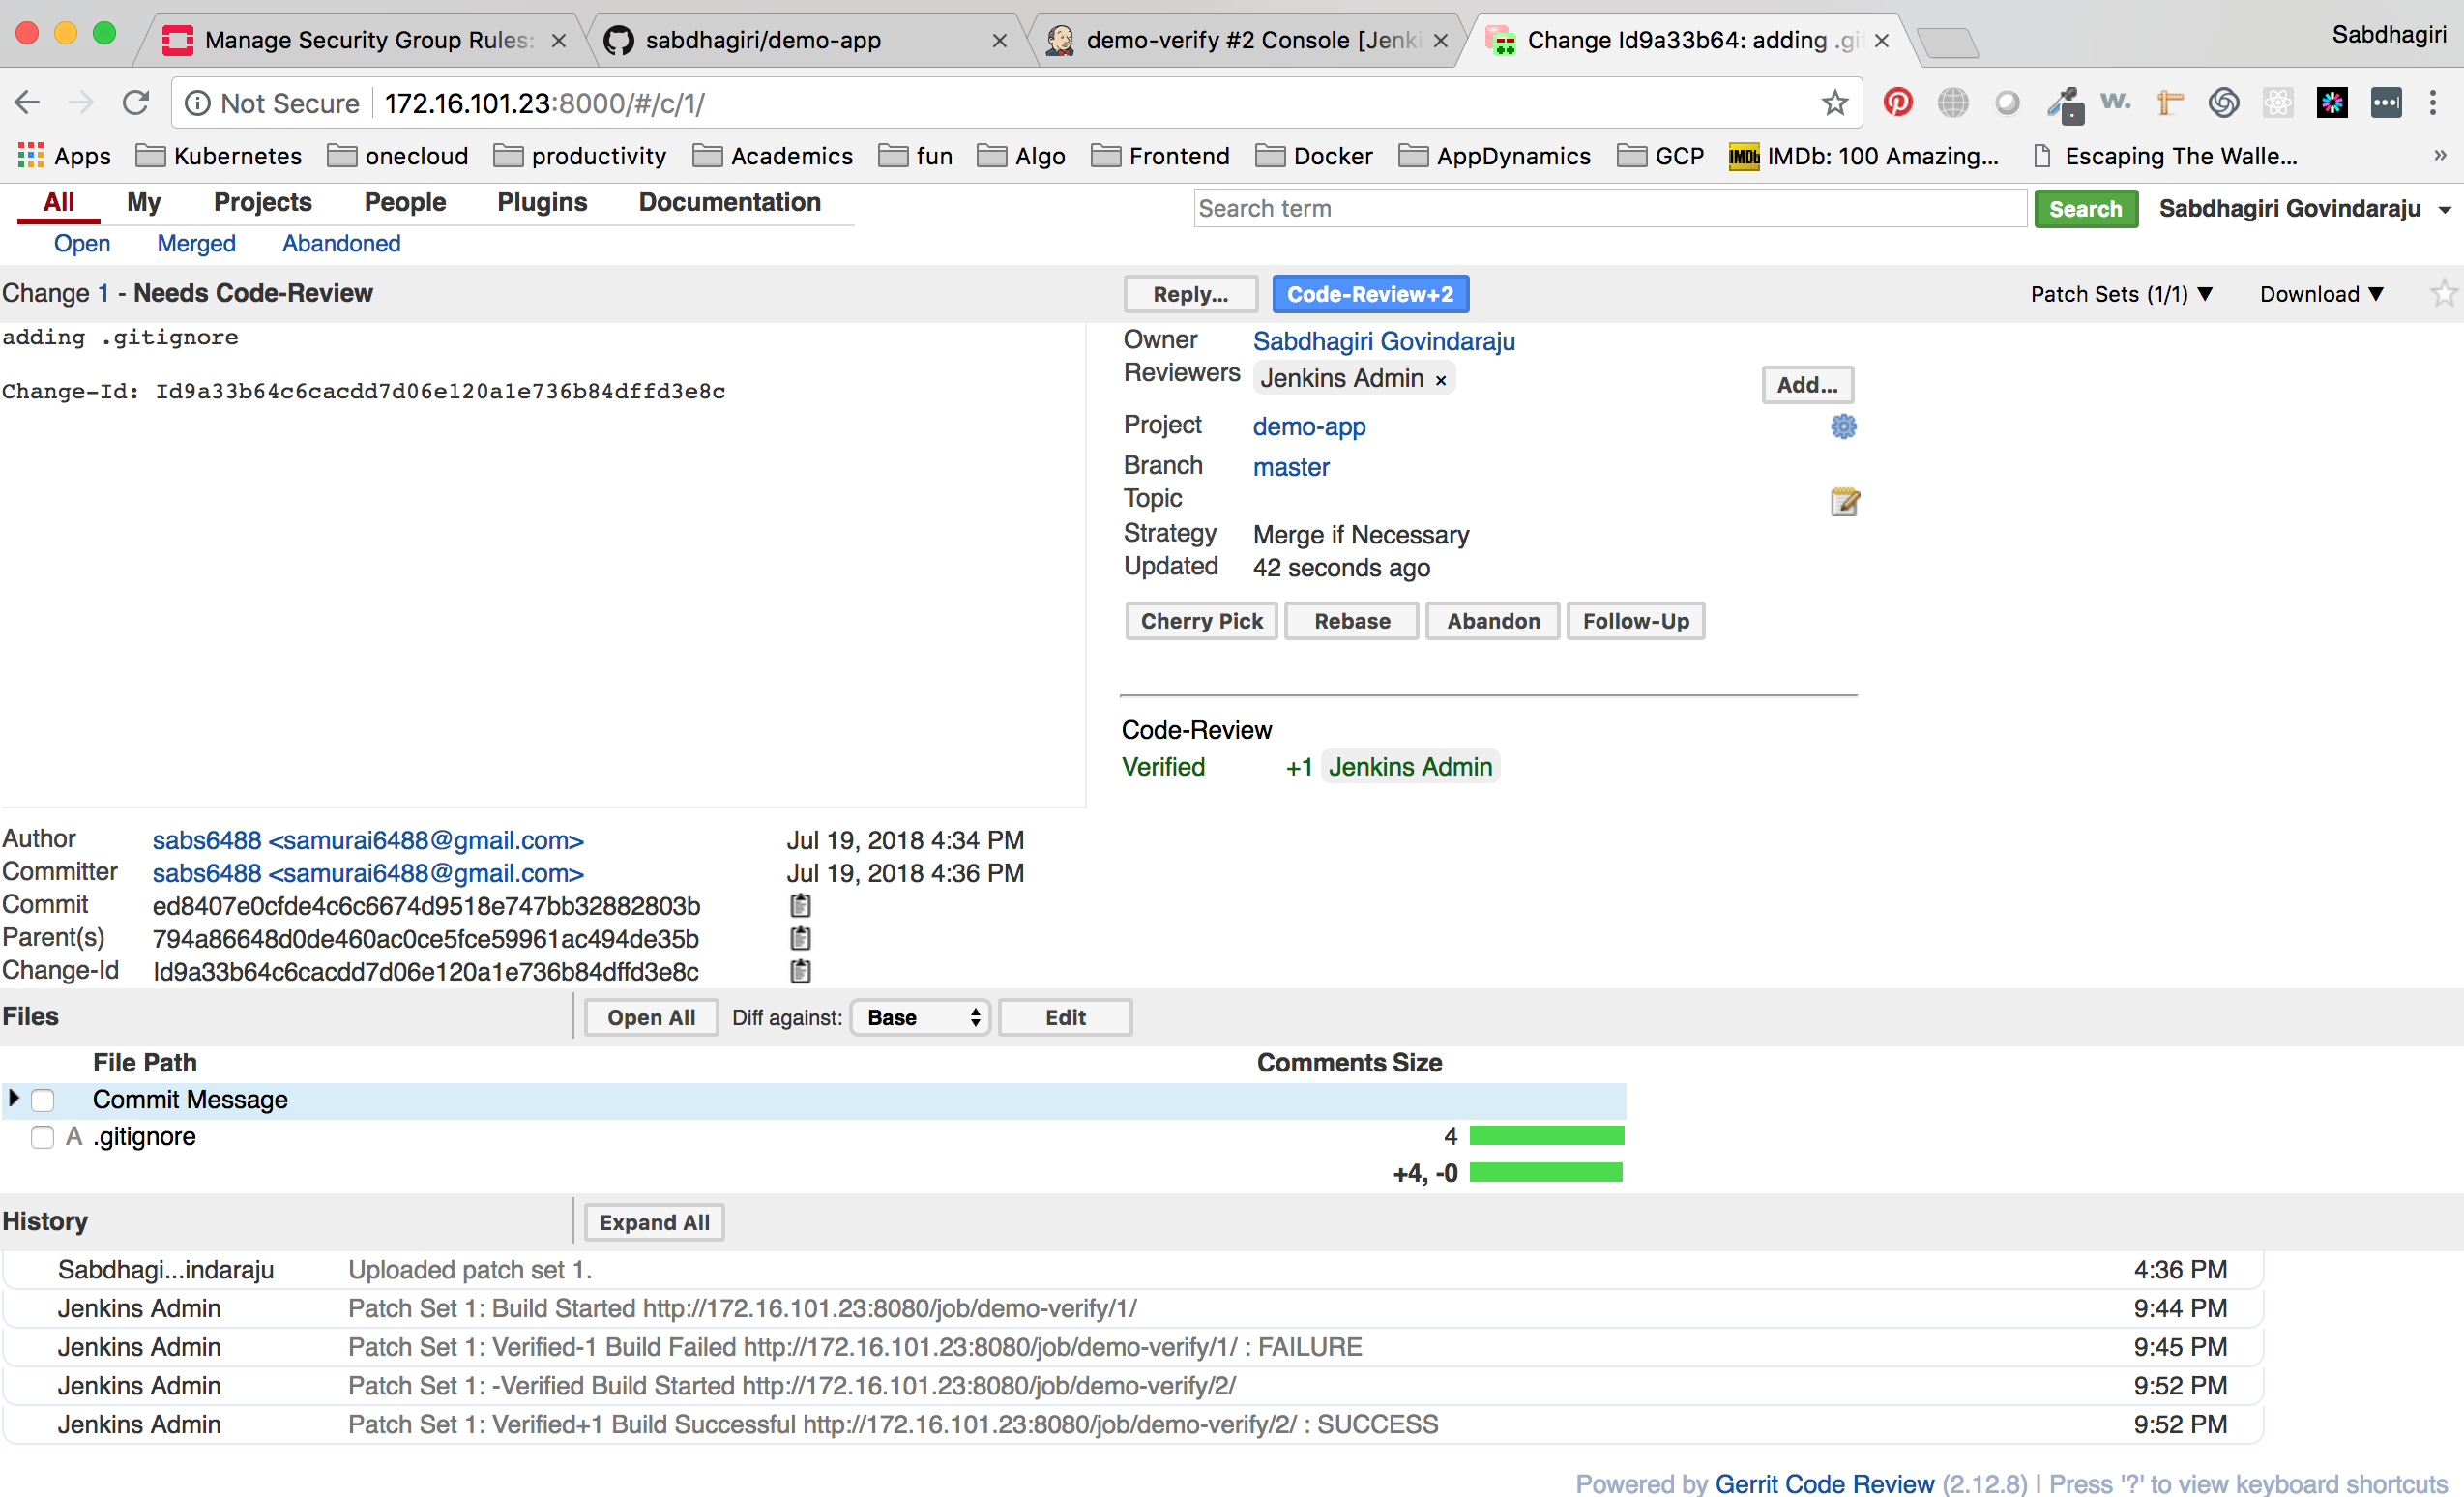 Manage Security Group Rules:
sabdhagiri/demo-app
demo-verify #2 Console [Jenki
Change Id9a33b64: adding .gi
Sabdhagiri
Not Secure
172.16.101.23:8000/#/c/1/
W.
Apps
Kubernetes
onecloud
productivity
Academics
fun
Algo
Frontend
Docker
AppDynamics
GCP
IMDb
IMDb: 100 Amazing...
Escaping The Walle...
»
All My Projects People Plugins Documentation
Search term
Search
Sabdhagiri Govindaraju
Open Merged Abandoned
Change 1 - Needs Code-Review
Reply...
Code-Review+2
Patch Sets (1/1) ▼
Download ▼
adding .gitignore
Change-Id: Id9a33b64c6cacdd7d06e120a1e736b84dffd3e8c
Owner Sabdhagiri Govindaraju
Reviewers Jenkins Admin ×
Add...
Project demo-app
Branch master
Topic
Strategy Merge if Necessary
Updated 42 seconds ago
Cherry Pick
Rebase
Abandon
Follow-Up
Code-Review
Verified +1 Jenkins Admin
Author sabs6488 <samurai6488@gmail.com> Jul 19, 2018 4:34 PM
Committer sabs6488 <samurai6488@gmail.com> Jul 19, 2018 4:36 PM
Commit ed8407e0cfde4c6c6674d9518e747bb32882803b
Parent(s) 794a86648d0de460ac0ce5fce59961ac494de35b
Change-Id Id9a33b64c6cacdd7d06e120a1e736b84dffd3e8c
Files
Open All
Diff against: Base
Edit
File Path Comments Size
Commit Message
A .gitignore 4
+4, -0
History
Expand All
Sabdhagi...indaraju Uploaded patch set 1. 4:36 PM
Jenkins Admin Patch Set 1: Build Started http://172.16.101.23:8080/job/demo-verify/1/ 9:44 PM
Jenkins Admin Patch Set 1: Verified-1 Build Failed http://172.16.101.23:8080/job/demo-verify/1/ : FAILURE 9:45 PM
Jenkins Admin Patch Set 1: -Verified Build Started http://172.16.101.23:8080/job/demo-verify/2/ 9:52 PM
Jenkins Admin Patch Set 1: Verified+1 Build Successful http://172.16.101.23:8080/job/demo-verify/2/ : SUCCESS 9:52 PM
Powered by Gerrit Code Review (2.12.8) | Press '?' to view keyboard shortcuts